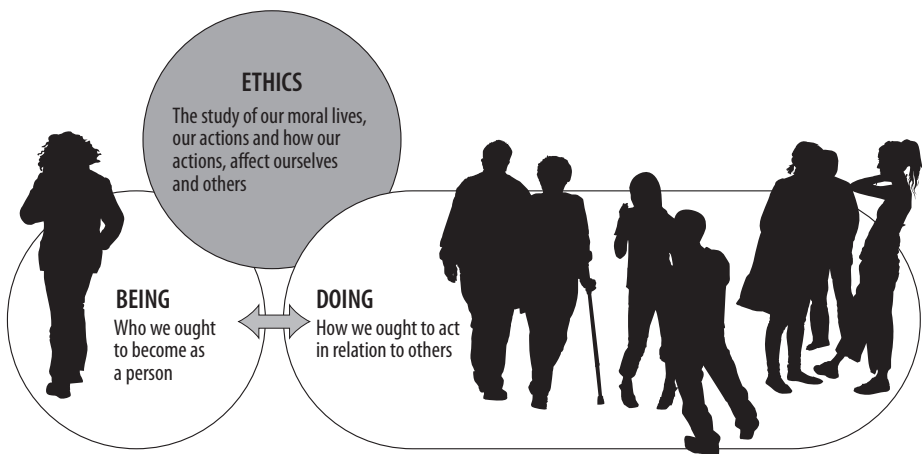 ETHICS
The study of our moral lives,
our actions and how our
actions, affect ourselves
and others
BEING
Who we ought
to become as
a person
DOING
How we ought to act
in relation to others